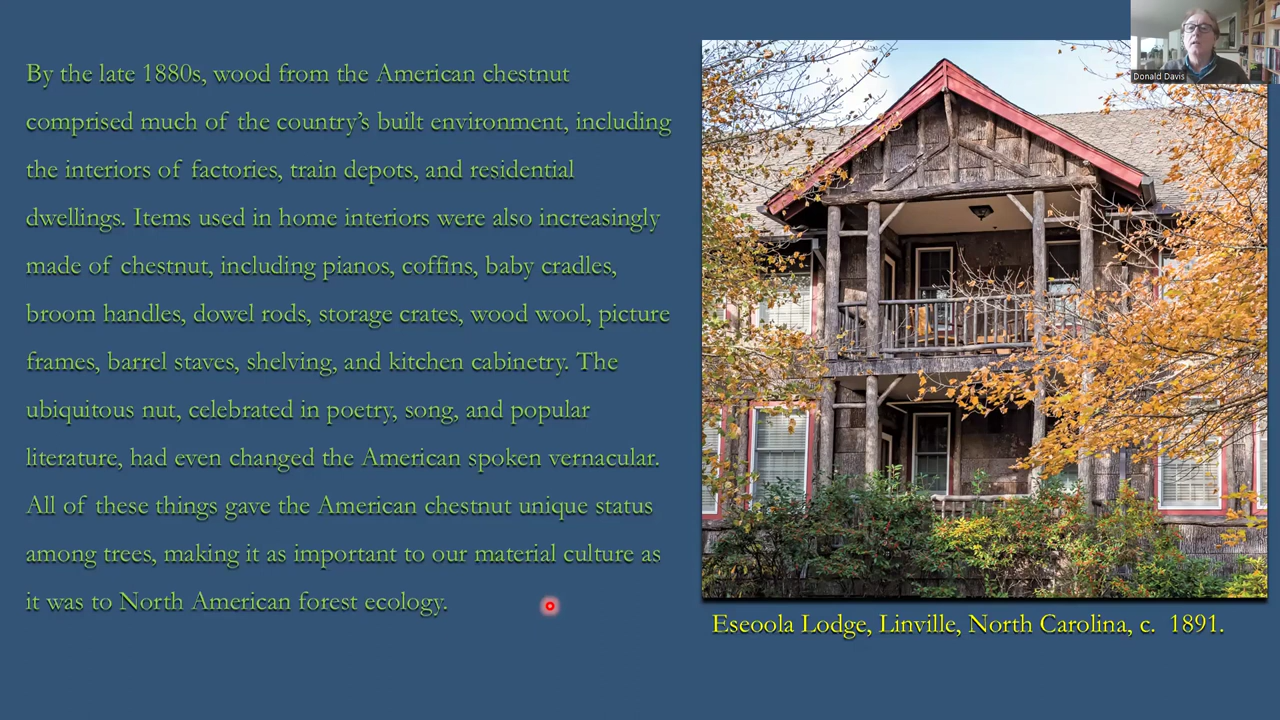 By the late 1880s, wood from the American chestnut
comprised much of the country's built environment, including
the interiors of factories, train depots, and residential
dwellings. Items used in home interiors were also increasingly
made of chestnut, including pianos, coffins, baby cradles,
broom handles, dowel rods, storage crates, wood wool, picture
frames, barrel staves, shelving, and kitchen cabinetry. The
ubiquitous nut, celebrated in poetry, song, and popular
literature, had even changed the American spoken vernacular.
All of these things gave the American chestnut unique status
among trees, making it as important to our material culture as
it was to North American forest ecology.
Donald Davis
Eseoola Lodge, Linville, North Carolina, c. 1891.